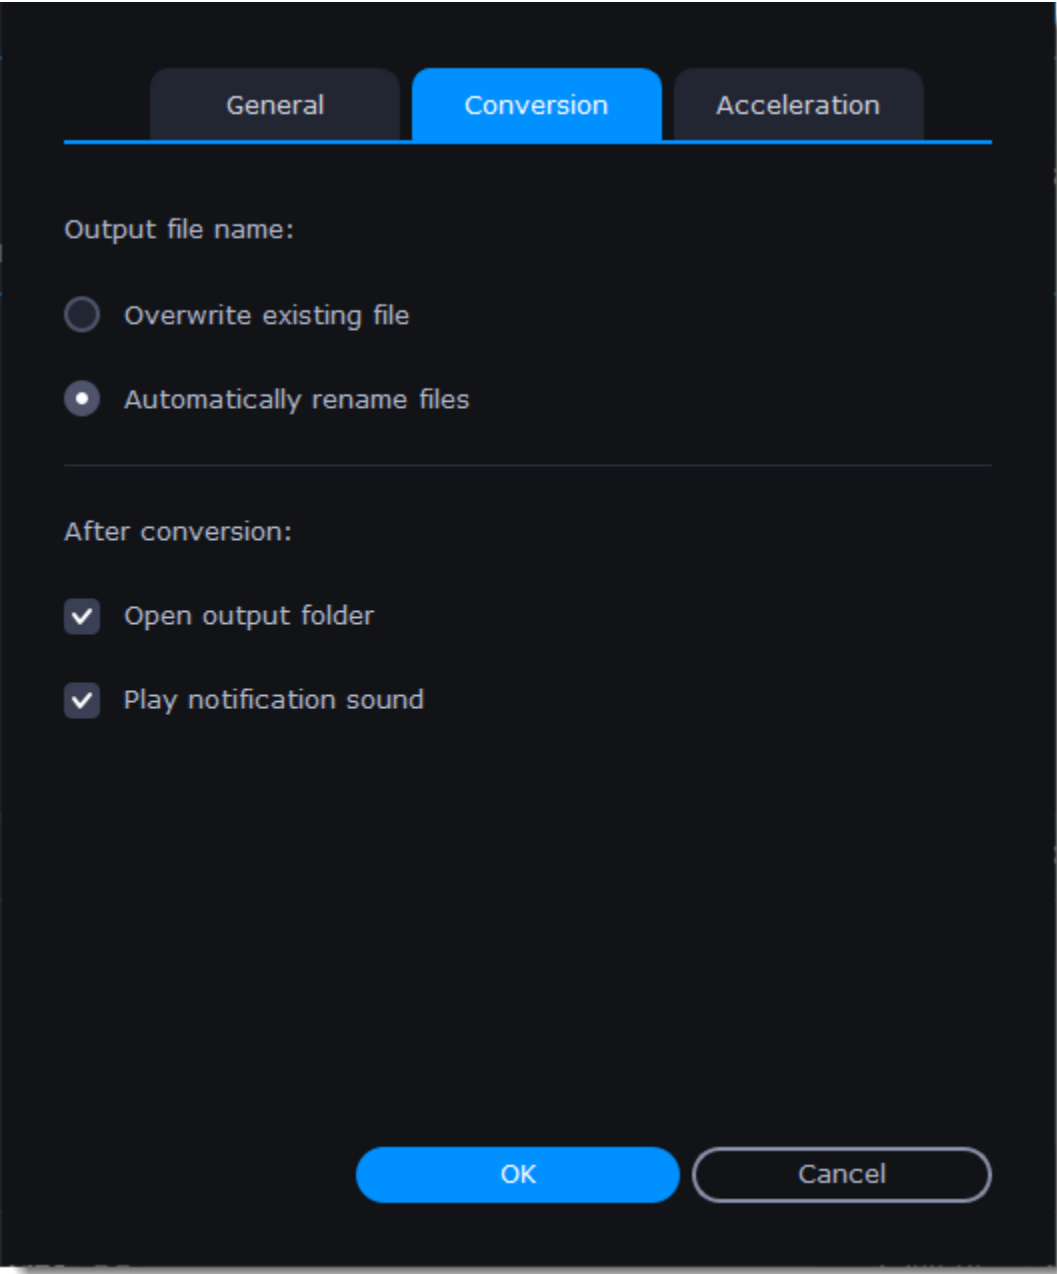 General Conversion Acceleration
Output file name:
Overwrite existing file
Automatically rename files
After conversion:
Open output folder
Play notification sound
OK Cancel